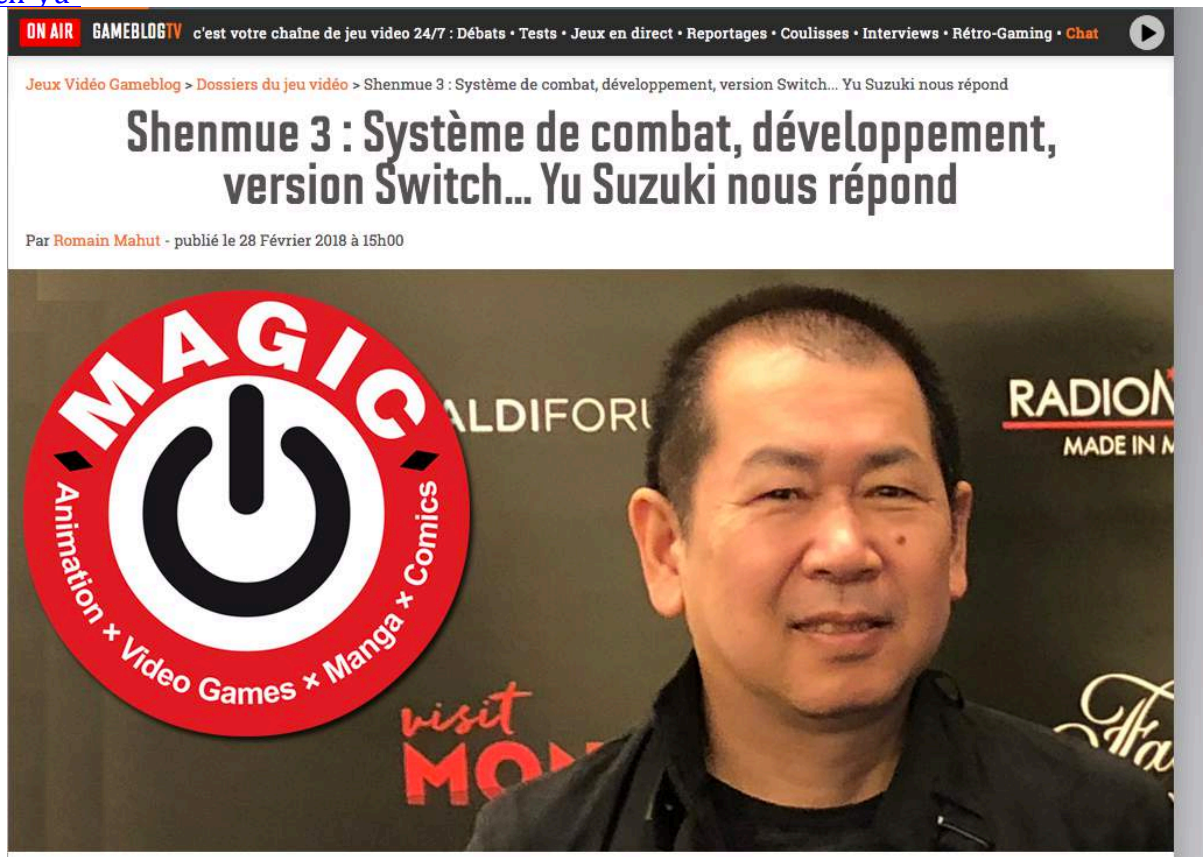 en-ya-
ON AIR GAMEBLOGTV c'est votre chaîne de jeu video 24/7 : Débats • Tests • Jeux en direct • Reportages • Coulisses • Interviews • Rétro-Gaming • Chat
Jeux Vidéo Gameblog > Dossiers du jeu vidéo > Shenmue 3 : Système de combat, développement, version Switch... Yu Suzuki nous répond
Shenmue 3 : Système de combat, développement,
version Switch... Yu Suzuki nous répond
Par Romain Mahut - publié le 28 Février 2018 à 15h00
MAGIC
Animation × Video Games × Manga × Comics
ALDIFORU
RADIOM
MADE IN M
visit
MON